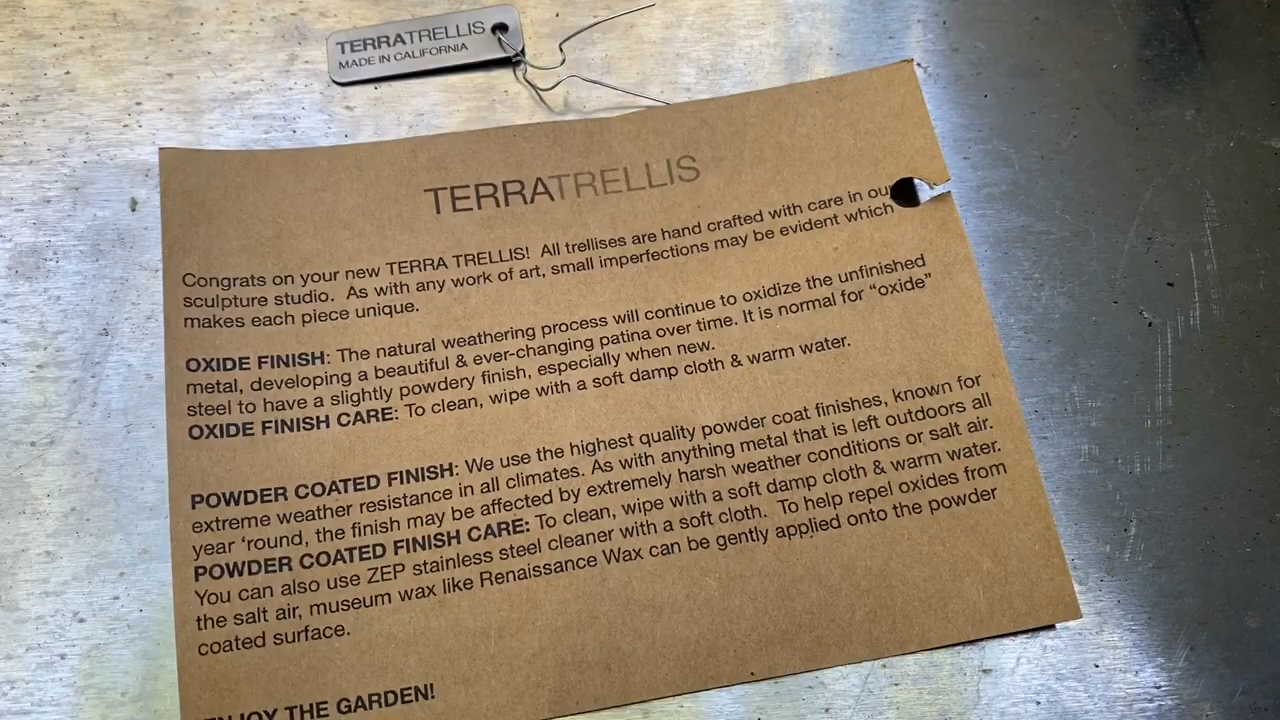 TERRATRELLIS
MADE IN CALIFORNIA
TERRATRELLIS
Congrats on your new TERRA TRELLIS! All trellises are hand crafted with care in our
sculpture studio. As with any work of art, small imperfections may be evident which
makes each piece unique.
OXIDE FINISH: The natural weathering process will continue to oxidize the unfinished
metal, developing a beautiful & ever-changing patina over time. It is normal for “oxide”
steel to have a slightly powdery finish, especially when new.
OXIDE FINISH CARE: To clean, wipe with a soft damp cloth & warm water.
POWDER COATED FINISH: We use the highest quality powder coat finishes, known for
extreme weather resistance in all climates. As with anything metal that is left outdoors all
year ‘round, the finish may be affected by extremely harsh weather conditions or salt air.
POWDER COATED FINISH CARE: To clean, wipe with a soft damp cloth & warm water.
You can also use ZEP stainless steel cleaner with a soft cloth. To help repel oxides from
the salt air, museum wax like Renaissance Wax can be gently applied onto the powder
coated surface.
ENJOY THE GARDEN!